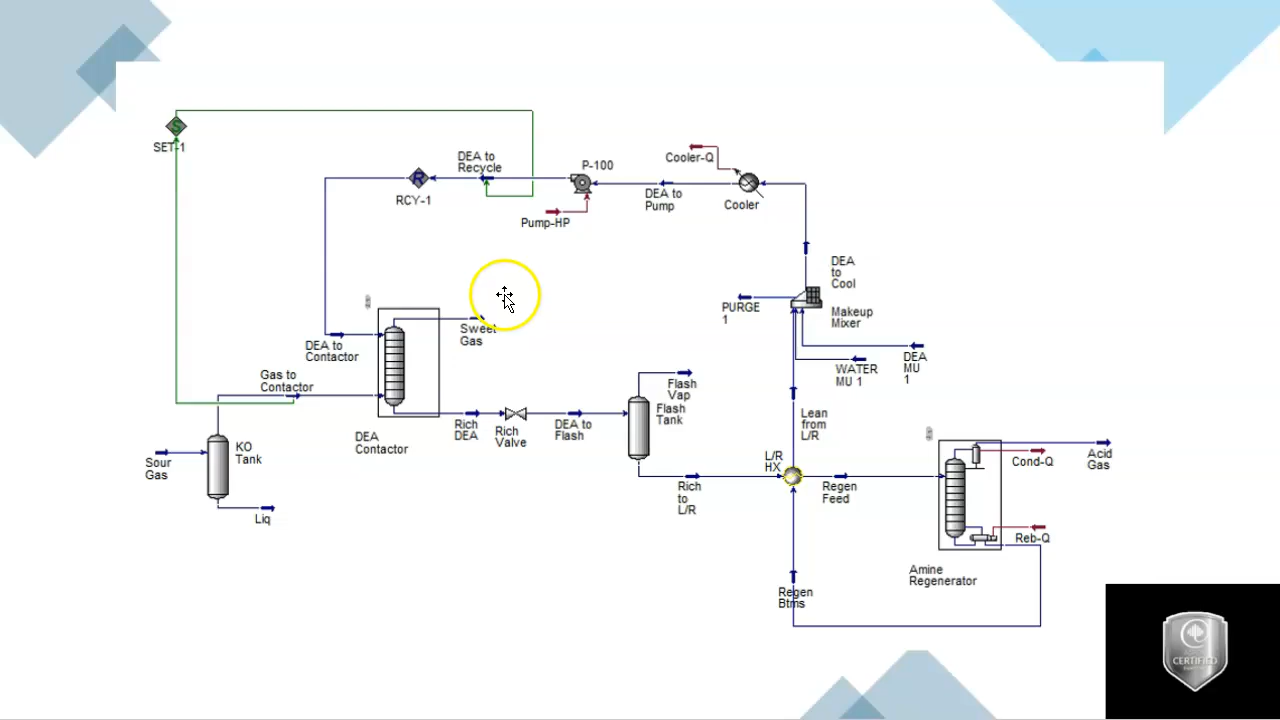 SET-1
DEA to
Recycle
RCY-1
P-100
Pump-HP
DEA to
Pump
Cooler-Q
Cooler
DEA
to
Cool
PURGE
1
Makeup
Mixer
WATER
MU 1
DEA
MU
1
DEA to
Contactor
Sweet
Gas
Gas to
Contactor
DEA
Contactor
Sour
Gas
KO
Tank
Liq
Rich
DEA
Rich
Valve
DEA to
Flash
Flash
Vap
Flash
Tank
Rich
to
L/R
L/R
HX
Lean
from
L/R
Regen
Feed
Regen
Btms
Cond-Q
Acid
Gas
Reb-Q
Amine
Regenerator
S
R
CERTIFIED